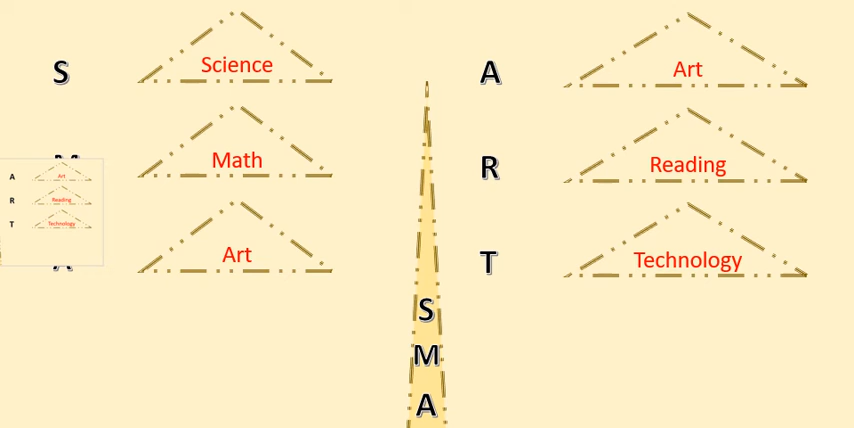 S Science
Math
Art
A Art
R Reading
T Technology
A Art
R Reading
T Technology
S
M
A